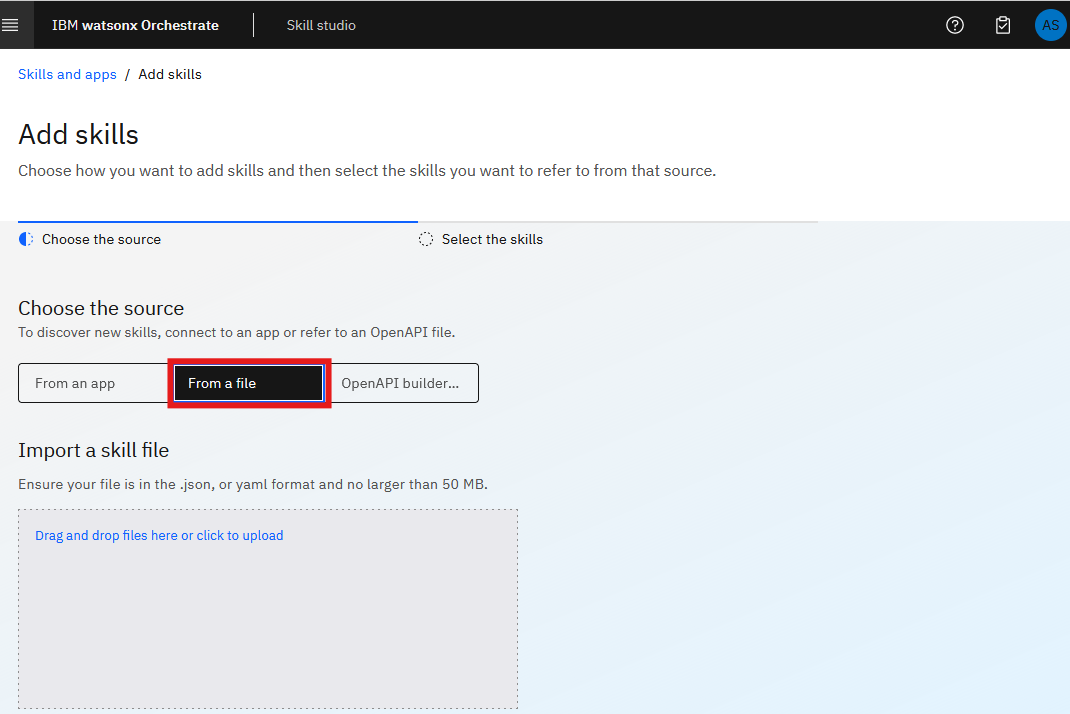 IBM watsonx Orchestrate Skill studio AS
Skills and apps / Add skills
Add skills
Choose how you want to add skills and then select the skills you want to refer to from that source.
Choose the source Select the skills
Choose the source
To discover new skills, connect to an app or refer to an OpenAPI file.
From an app From a file OpenAPI builder...
Import a skill file
Ensure your file is in the .json, or yaml format and no larger than 50 MB.
Drag and drop files here or click to upload